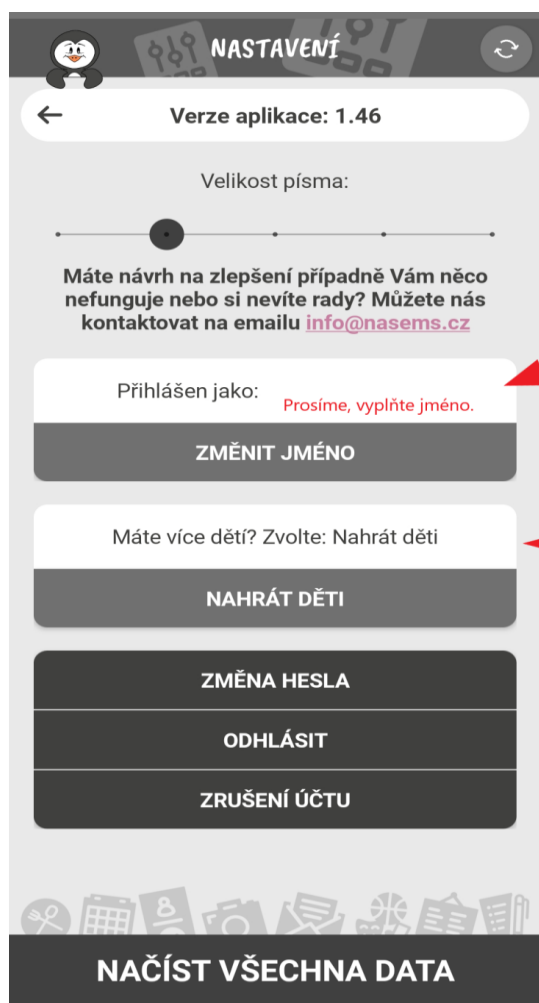 NASTAVENÍ
Verze aplikace: 1.46
Velikost písma:
Máte návrh na zlepšení případně Vám něco
nefunguje nebo si nevíte rady? Můžete nás
kontaktovat na emailu info@nasems.cz
Přihlášen jako: Prosíme, vyplňte jméno.
ZMĚNIT JMÉNO
Máte více dětí? Zvolte: Nahrát děti
NAHRÁT DĚTI
ZMĚNA HESLA
ODHLÁSIT
ZRUŠENÍ ÚČTU
NAČÍST VŠECHNA DATA